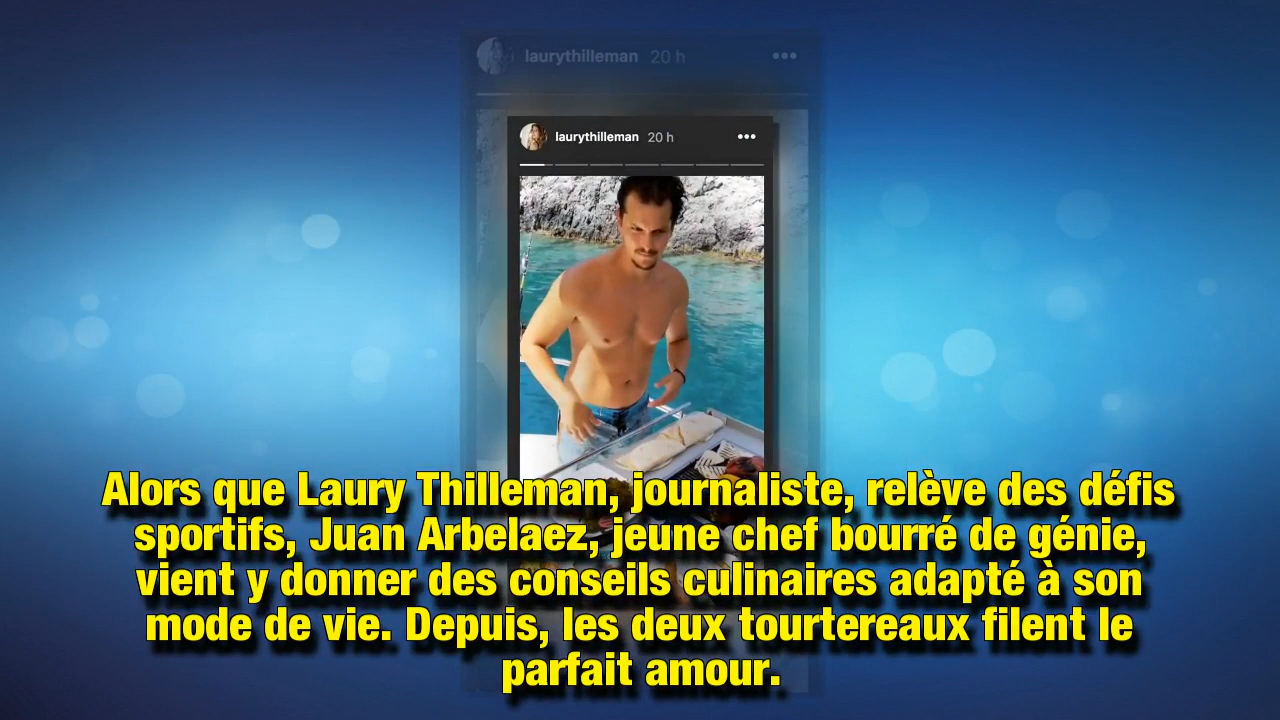 laurythilleman 20 h
laurythilleman 20 h
Alors que Laury Thilleman, journaliste, relève des défis
sportifs, Juan Arbelaez, jeune chef bourré de génie,
vient y donner des conseils culinaires adapté à son
mode de vie. Depuis, les deux tourtereaux filent le
parfait amour.